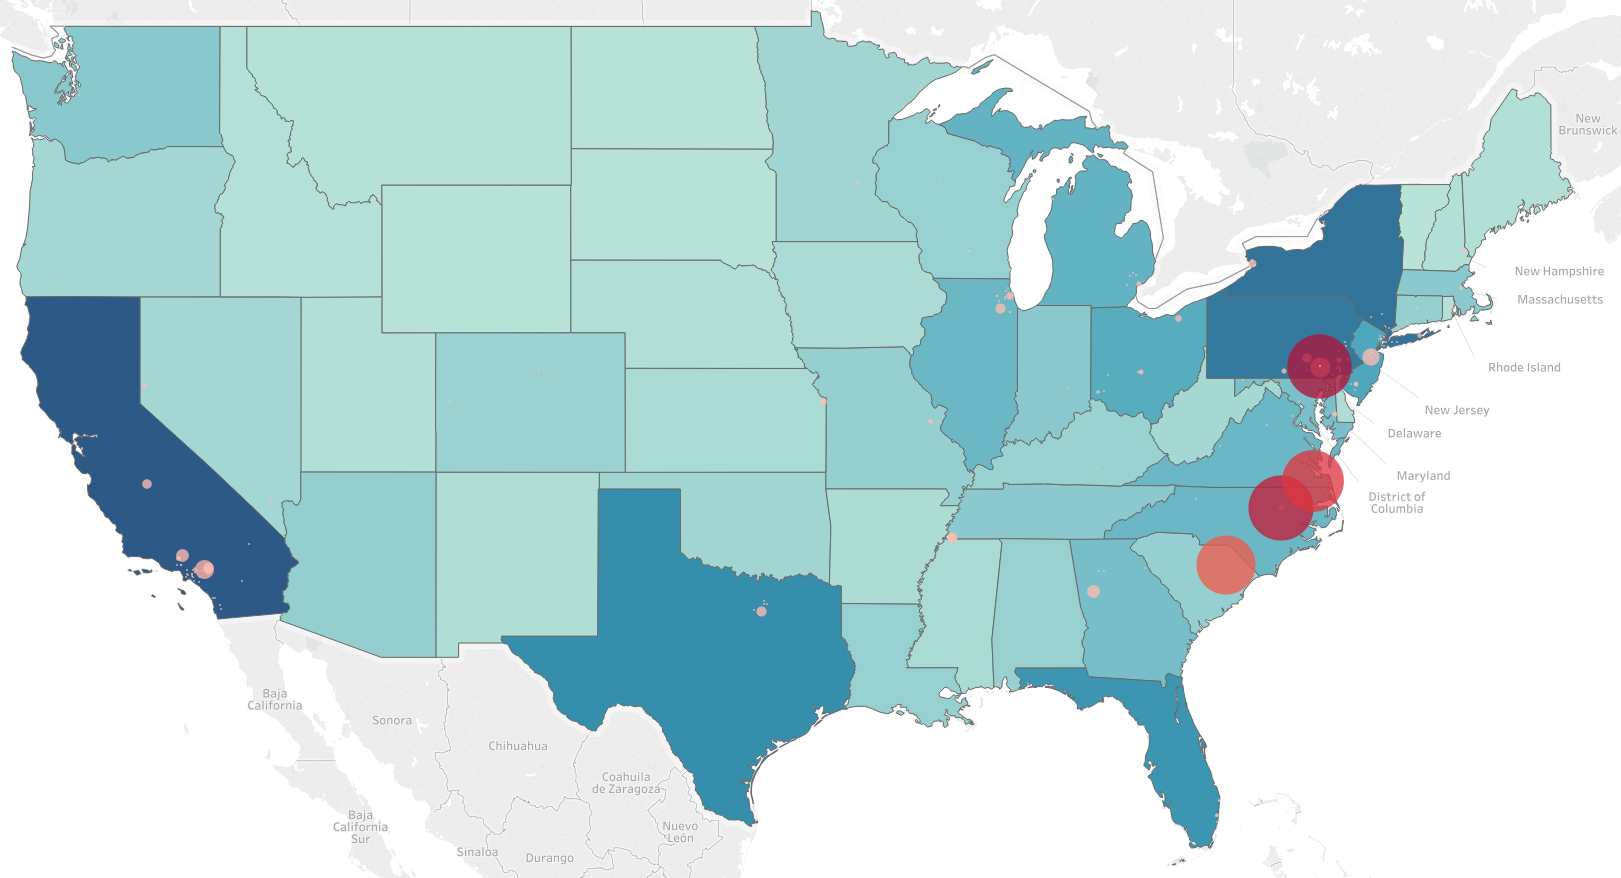 New
Brunswick
New Hampshire
Massachusetts
Rhode Island
New Jersey
Delaware
Maryland
District of
Columbia
Baja
California
Sonora
Chihuahua
Coahuila
de Zaragoza
Baja
California
Sur
Nuevo
León
Sinaloa
Durango